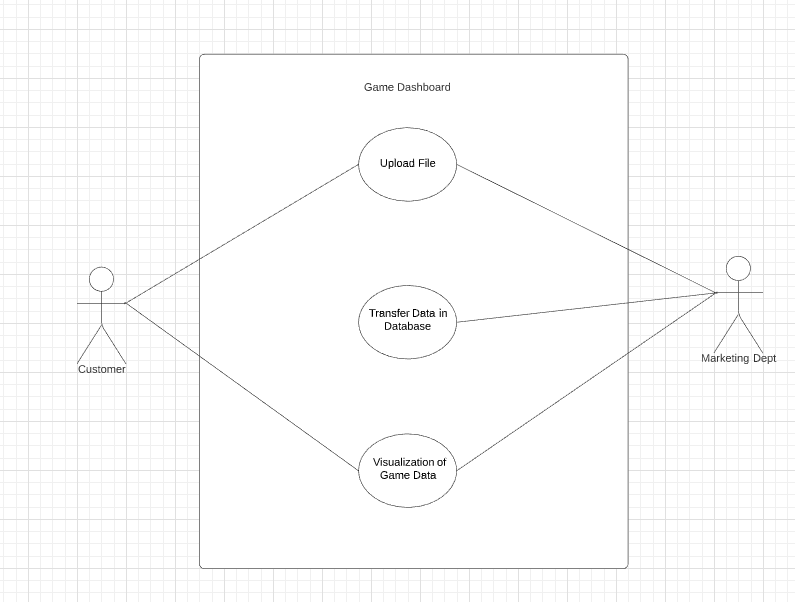 Game Dashboard
Upload File
Transfer Data in
Database
Customer
Marketing Dept
Visualization of
Game Data